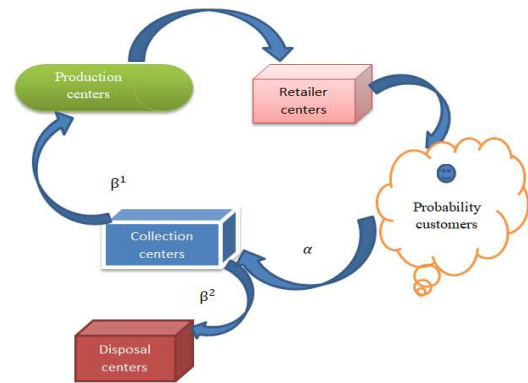 Production
centers
Retailer
centers
Probability
customers
β¹
Collection
centers
α
β²
Disposal
centers